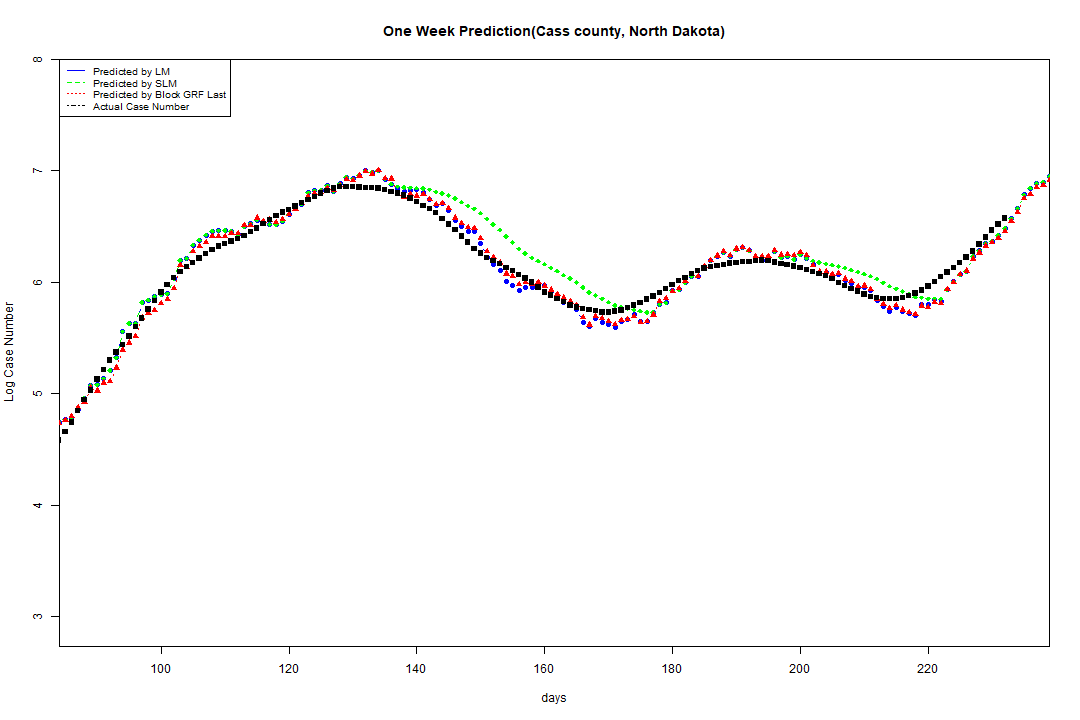 One Week Prediction(Cass county, North Dakota)
Predicted by LM
Predicted by SLM
Predicted by Block GRF Last
Actual Case Number
8
7
6
5
4
3
Log Case Number
100 120 140 160 180 200 220
days